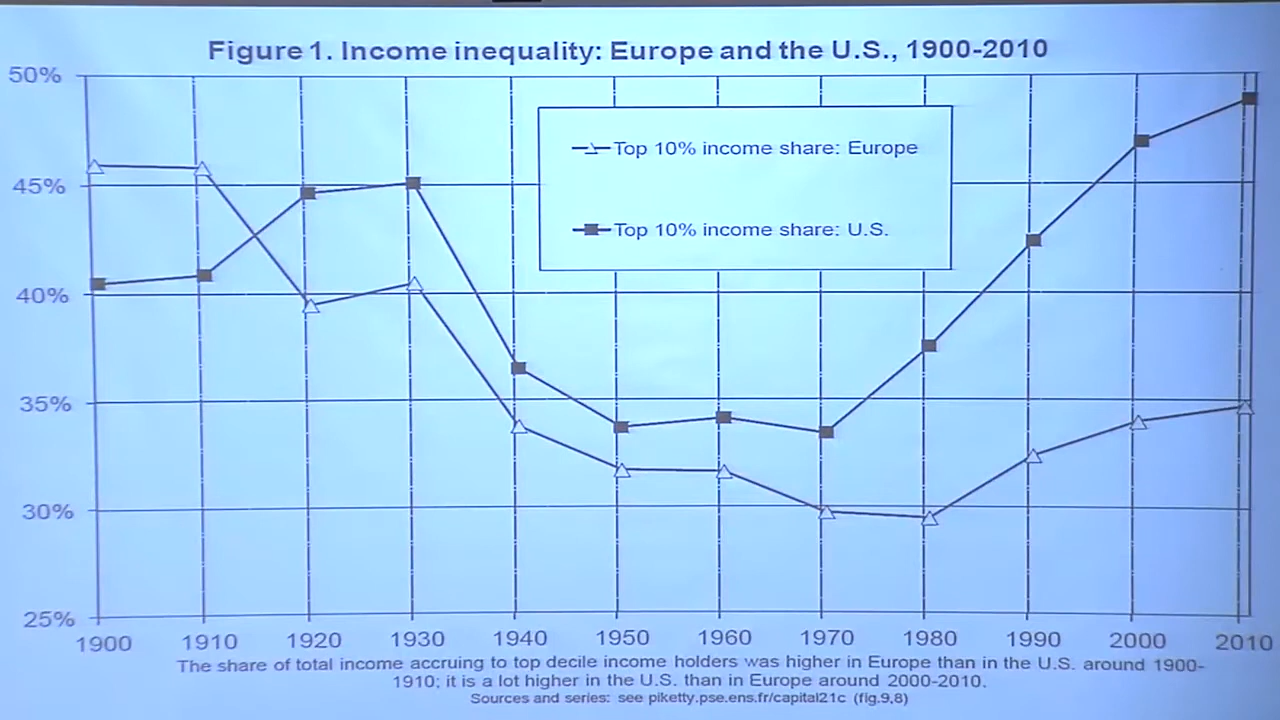 Figure 1. Income inequality: Europe and the U.S., 1900-2010
50%
45%
40%
35%
30%
25%
Top 10% income share: Europe
Top 10% income share: U.S.
1900 1910 1920 1930 1940 1950 1960 1970 1980 1990 2000 2010
The share of total income accruing to top decile income holders was higher in Europe than in the U.S. around 1900-
1910; it is a lot higher in the U.S. than in Europe around 2000-2010.
Sources and series: see piketty.pse.ens.fr/capital21c (fig.9,8)